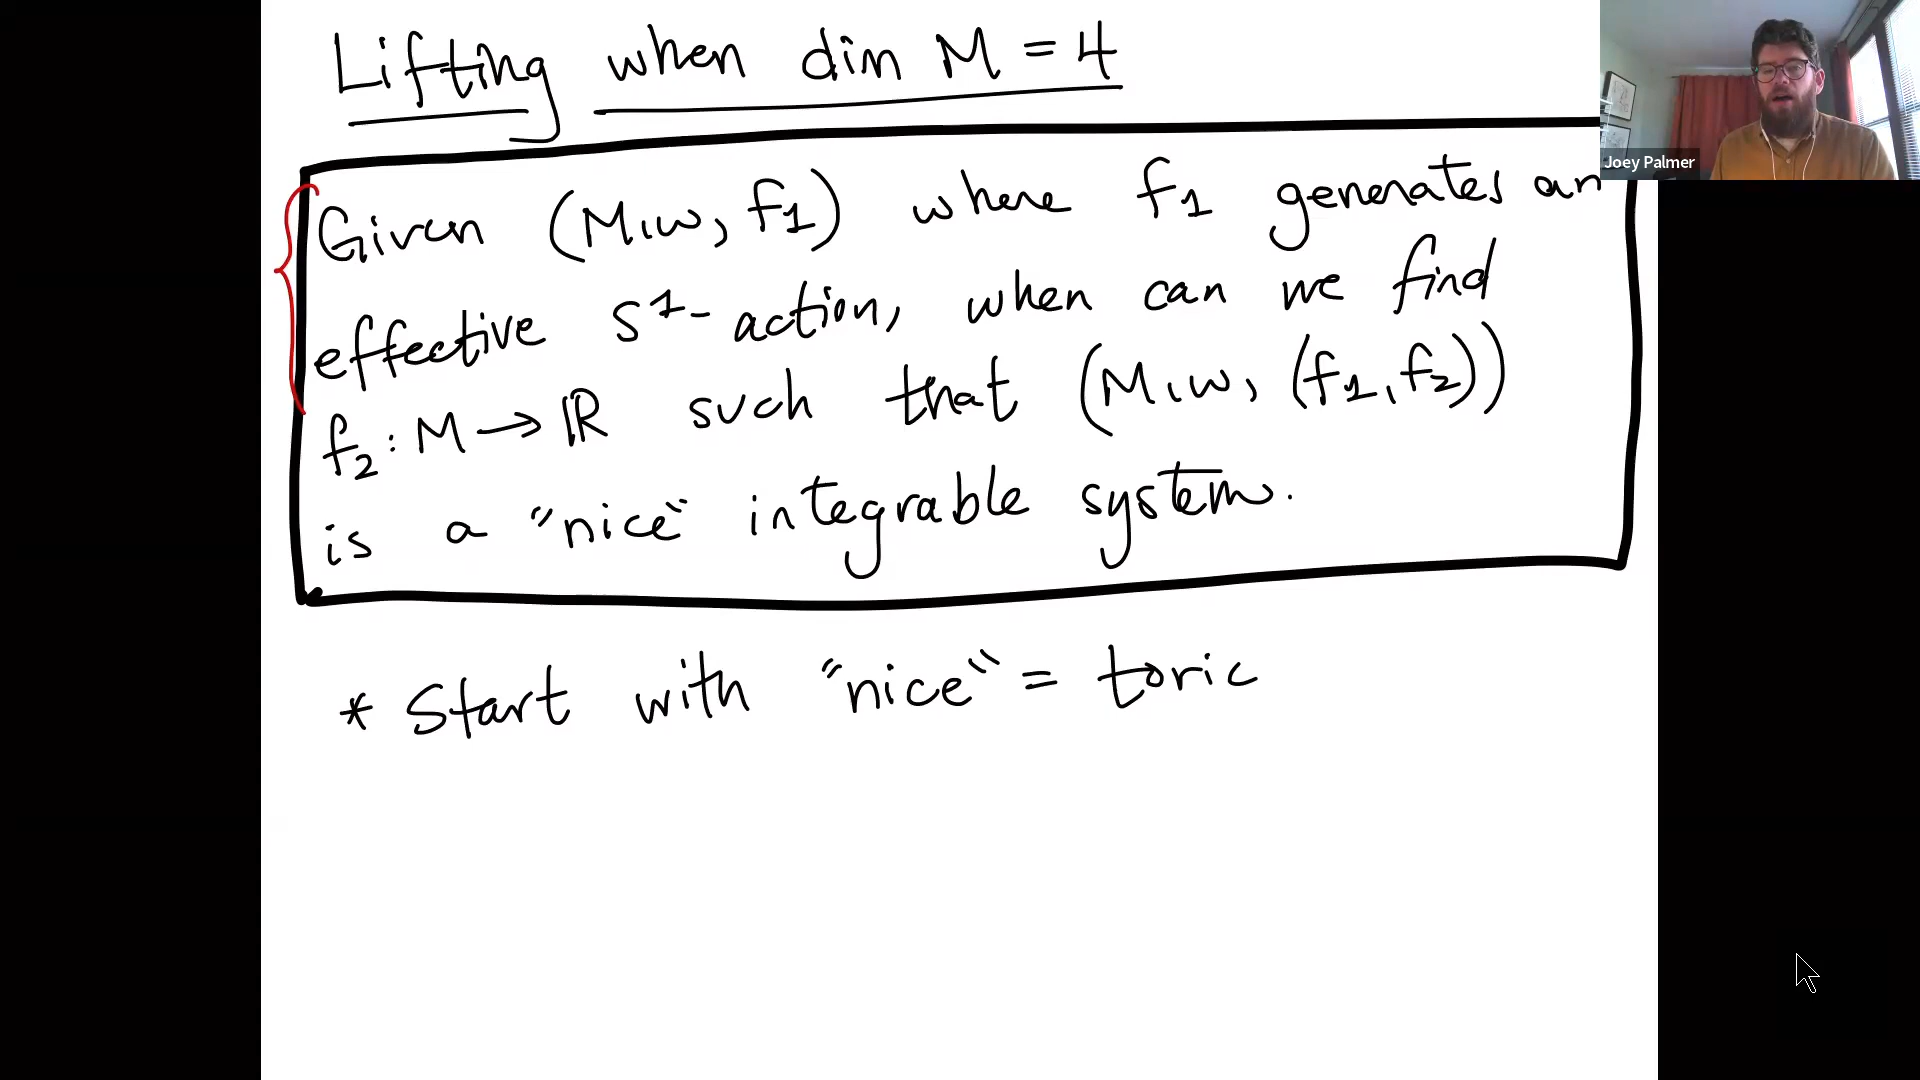 Lifting when dim M = 4
Given (M, ω, f₁) where f₁ generates an
effective S¹- action, when can we find
f₂ : M → ℝ such that (M, ω, (f₁, f₂))
is a "nice" integrable system.
* Start with "nice" = toric
Joey Palmer